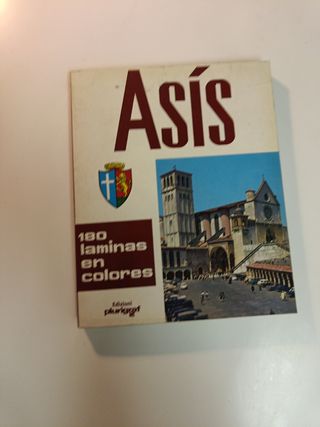 Asís
180
laminas
en
colores
Edizioni
plurigraf